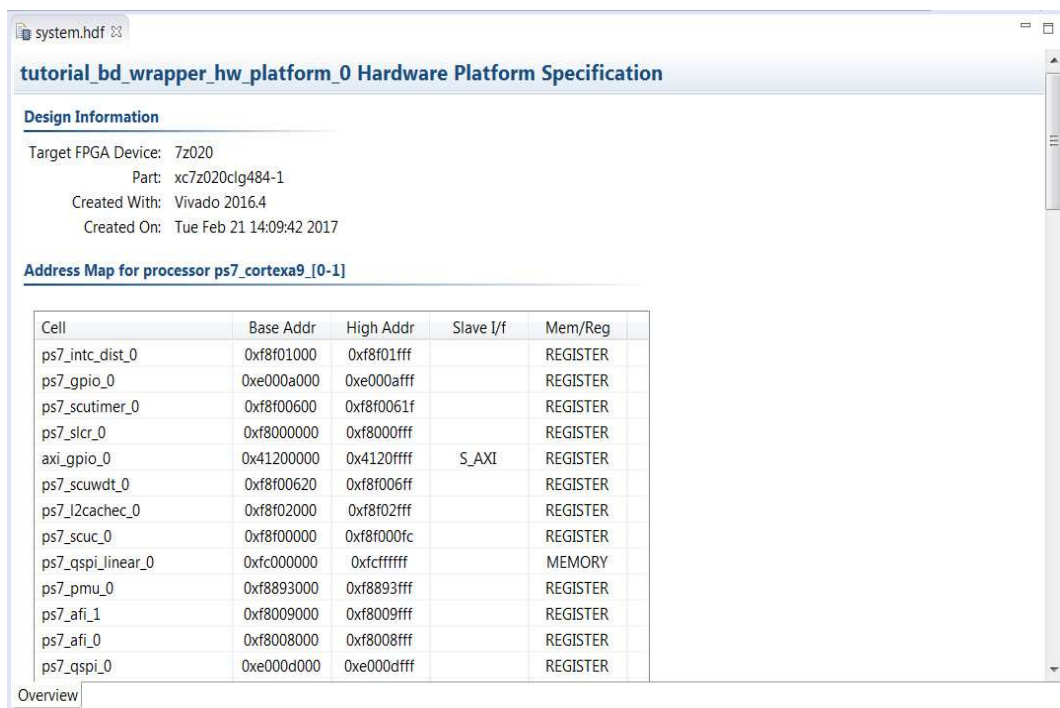 system.hdf
tutorial_bd_wrapper_hw_platform_0 Hardware Platform Specification
Design Information
Target FPGA Device: 7z020
Part: xc7z020clg484-1
Created With: Vivado 2016.4
Created On: Tue Feb 21 14:09:42 2017
Address Map for processor ps7_cortexa9_[0-1]
Cell Base Addr High Addr Slave I/f Mem/Reg
ps7_intc_dist_0 0xf8f01000 0xf8f01fff REGISTER
ps7_gpio_0 0xe000a000 0xe000afff REGISTER
ps7_scutimer_0 0xf8f00600 0xf8f0061f REGISTER
ps7_slcr_0 0xf8000000 0xf8000fff REGISTER
axi_gpio_0 0x41200000 0x4120ffff S_AXI REGISTER
ps7_scuwdt_0 0xf8f00620 0xf8f006ff REGISTER
ps7_l2cachec_0 0xf8f02000 0xf8f02fff REGISTER
ps7_scuc_0 0xf8f00000 0xf8f000fc REGISTER
ps7_qspi_linear_0 0xfc000000 0xfcffffff MEMORY
ps7_pmu_0 0xf8893000 0xf8893fff REGISTER
ps7_afi_1 0xf8009000 0xf8009fff REGISTER
ps7_afi_0 0xf8008000 0xf8008fff REGISTER
ps7_qspi_0 0xe000d000 0xe000dfff REGISTER
Overview